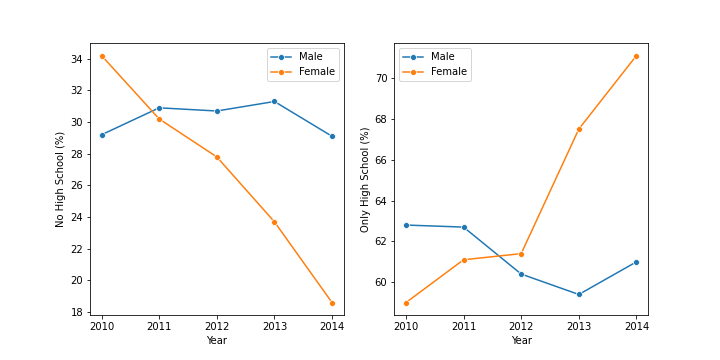 Male
Female
34
32
30
28
26
24
22
20
18
No High School (%)
2010 2011 2012 2013 2014
Year
Male
Female
70
68
66
64
62
60
Only High School (%)
2010 2011 2012 2013 2014
Year